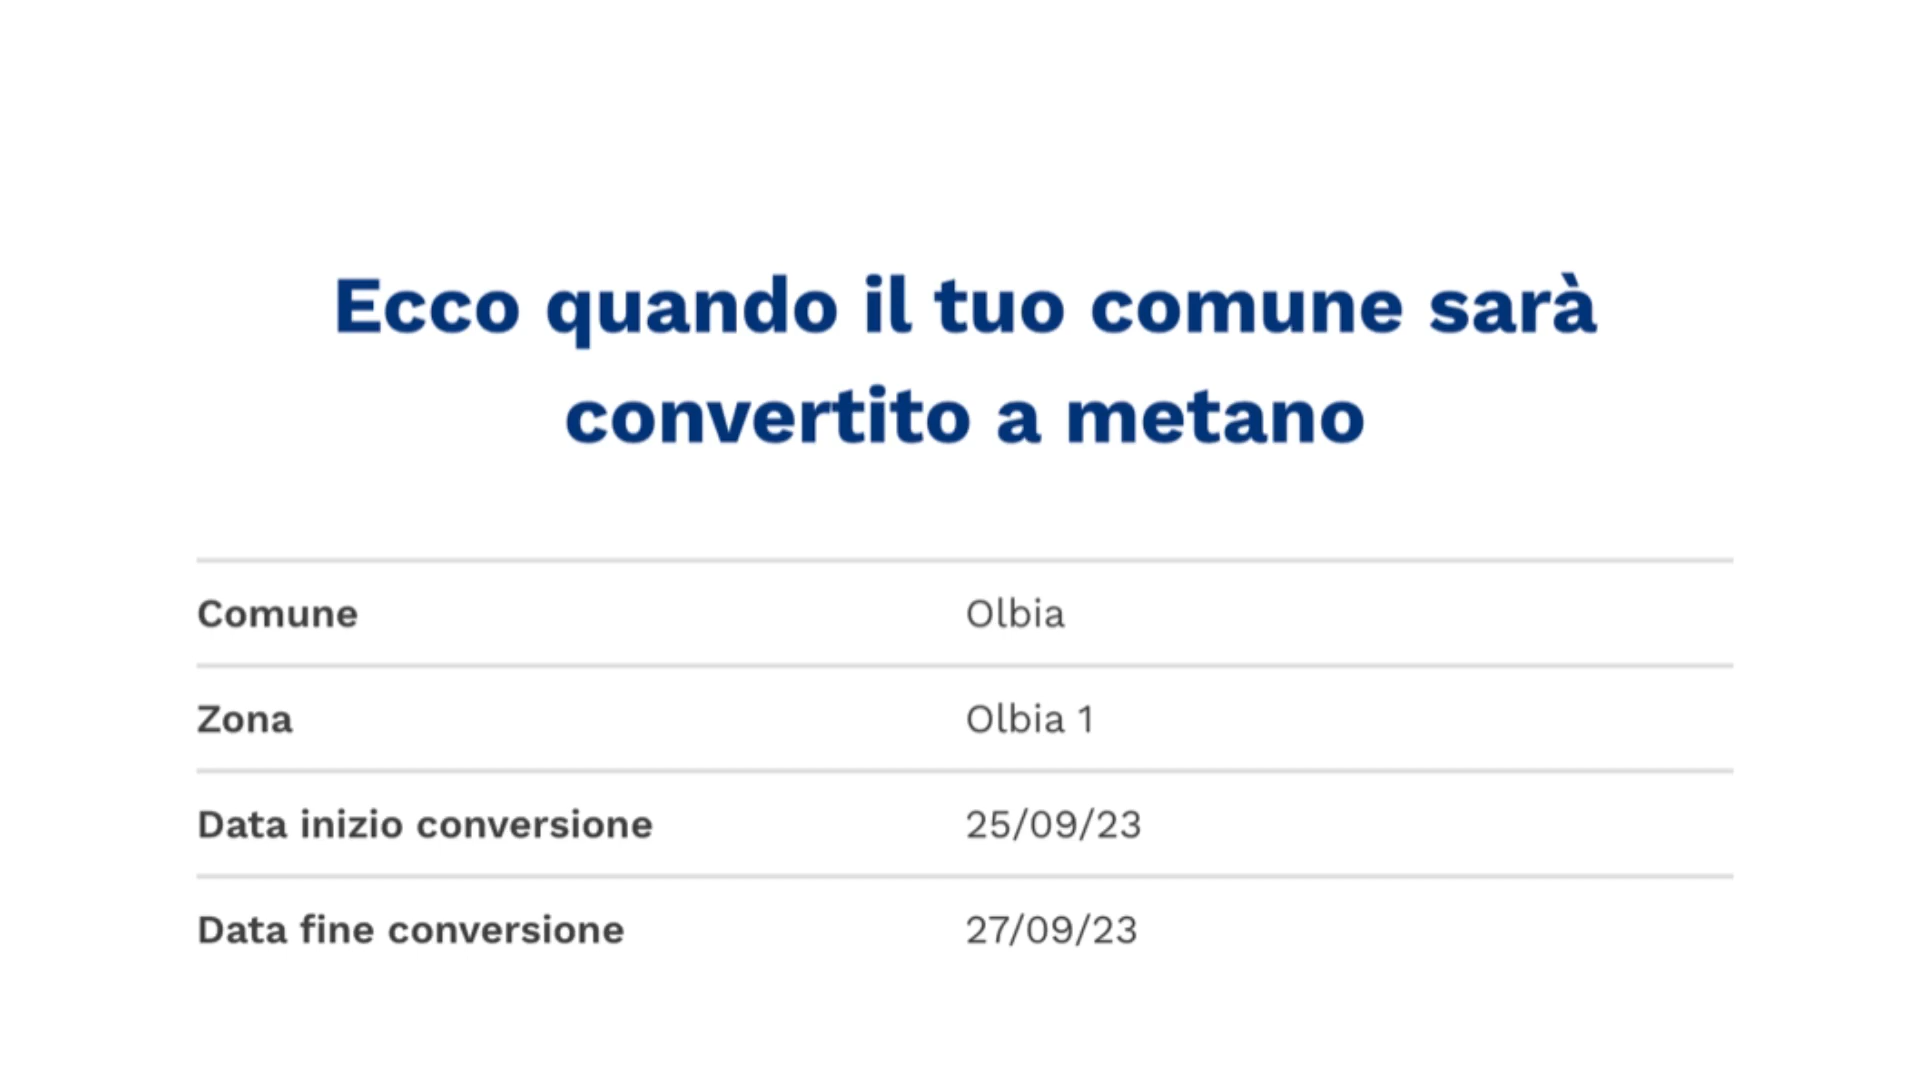 Ecco quando il tuo comune sarà
convertito a metano
Comune Olbia
Zona Olbia 1
Data inizio conversione 25/09/23
Data fine conversione 27/09/23